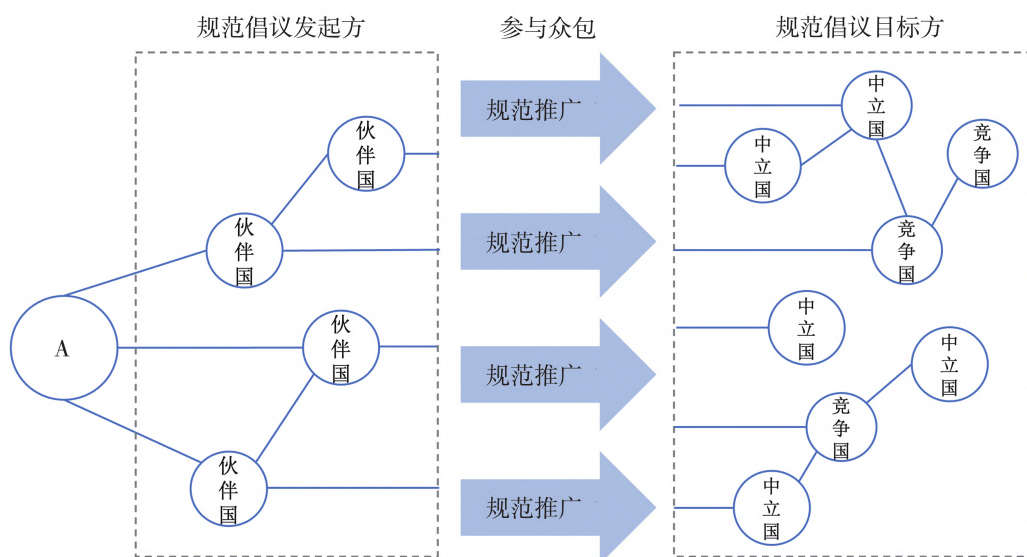 规范倡议发起方
参与众包
规范倡议目标方
伙伴国
伙伴国
A
伙伴国
伙伴国
规范推广
规范推广
规范推广
规范推广
中立国
中立国
竞争国
竞争国
中立国
中立国
竞争国
中立国